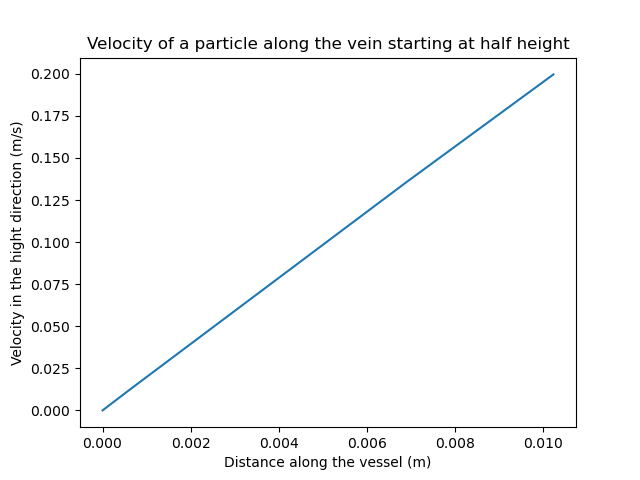 Velocity of a particle along the vein starting at half height
0.200
0.175
0.150
0.125
0.100
0.075
0.050
0.025
0.000
Velocity in the hight direction (m/s)
0.000 0.002 0.004 0.006 0.008 0.010
Distance along the vessel (m)